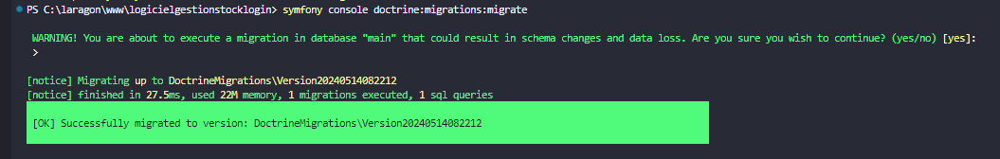 PS C:\laragon\www\logicielgestionstocklogin> symfony console doctrine:migrations:migrate
WARNING! You are about to execute a migration in database "main" that could result in schema changes and data loss. Are you sure you wish to continue? (yes/no) [yes]:
>
[notice] Migrating up to DoctrineMigrations\Version20240514082212
[notice] finished in 27.5ms, used 22M memory, 1 migrations executed, 1 sql queries
[OK] Successfully migrated to version: DoctrineMigrations\Version20240514082212